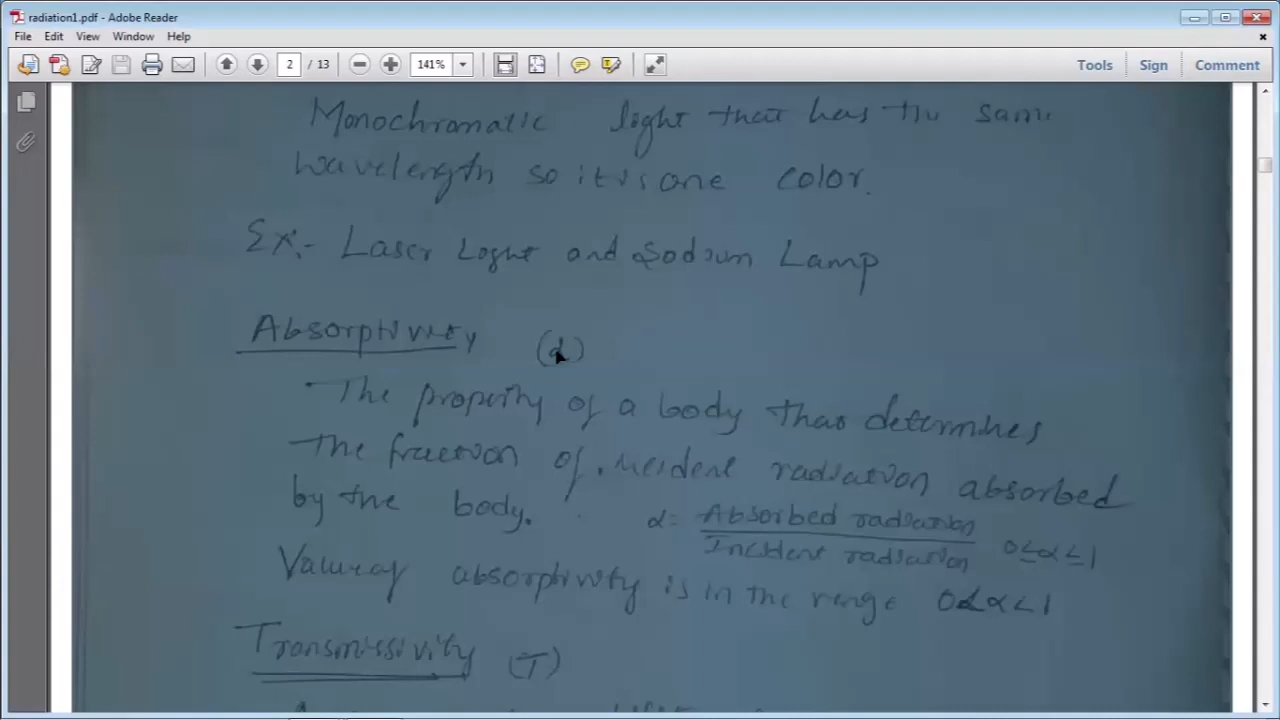 radiation1.pdf - Adobe Reader
File Edit View Window Help
2 / 13 141% Tools Sign Comment
Monochromatic light that has the same
wavelength so it is one color.
Ex:- Laser Light and Sodium Lamp
Absorptivity (α)
The property of a body that determines
the fraction of incident radiation absorbed
by the body. α = Absorbed radiation / Incident radiation 0≤α≤1
Value of absorptivity is in the range 0<α<1
Transmissivity (T)